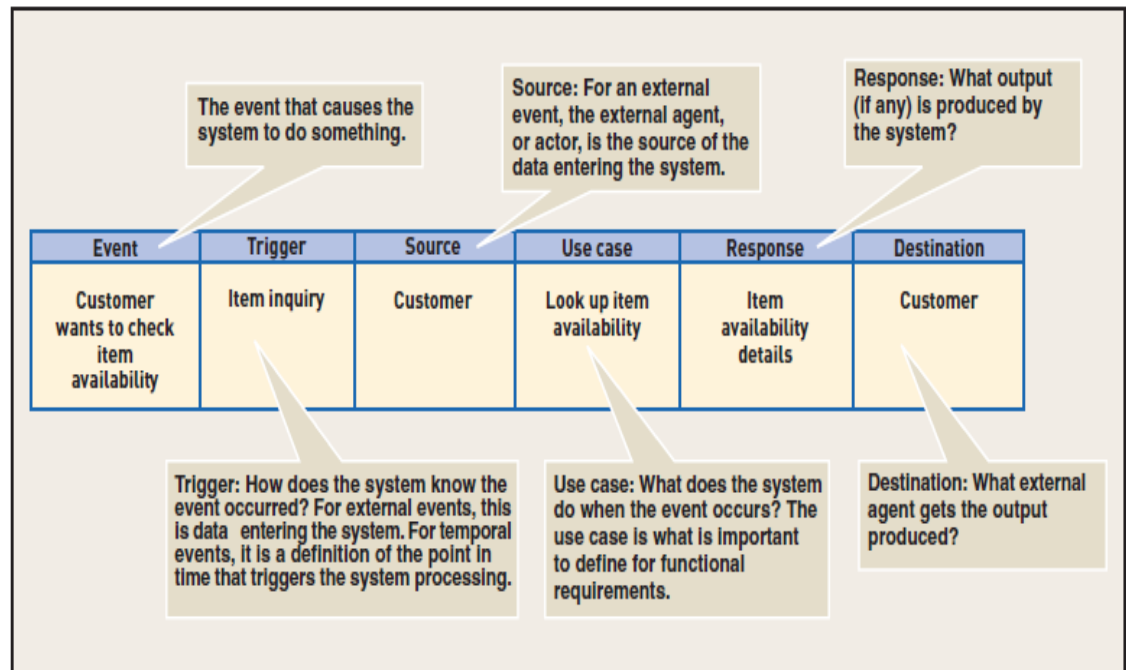 The event that causes the
system to do something.
Source: For an external
event, the external agent,
or actor, is the source of the
data entering the system.
Response: What output
(if any) is produced by
the system?
Event Trigger Source Use case Response Destination
Customer
wants to check
item
availability
Item inquiry
Customer
Look up item
availability
Item
availability
details
Customer
Trigger: How does the system know the
event occurred? For external events, this
is data entering the system. For temporal
events, it is a definition of the point in
time that triggers the system processing.
Use case: What does the system
do when the event occurs? The
use case is what is important
to define for functional
requirements.
Destination: What external
agent gets the output
produced?